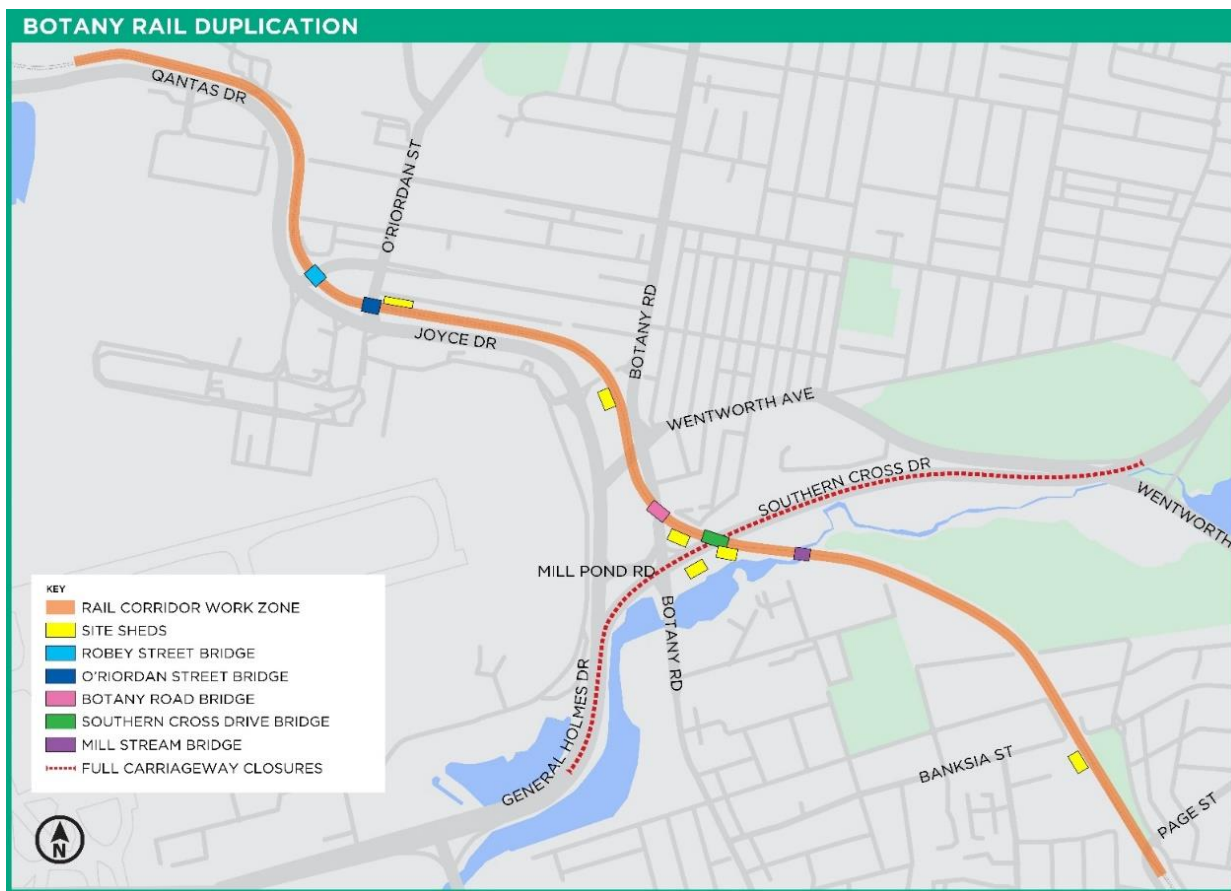 BOTANY RAIL DUPLICATION
QANTAS DR
O'RIORDAN ST
BOTANY RD
JOYCE DR
WENTWORTH AVE
SOUTHERN CROSS DR
WENTWORTH
MILL POND RD
BOTANY RD
GENERAL HOLMES DR
BANKSIA ST
PAGE ST
KEY
RAIL CORRIDOR WORK ZONE
SITE SHEDS
ROBEY STREET BRIDGE
O'RIORDAN STREET BRIDGE
BOTANY ROAD BRIDGE
SOUTHERN CROSS DRIVE BRIDGE
MILL STREAM BRIDGE
FULL CARRIAGEWAY CLOSURES
N